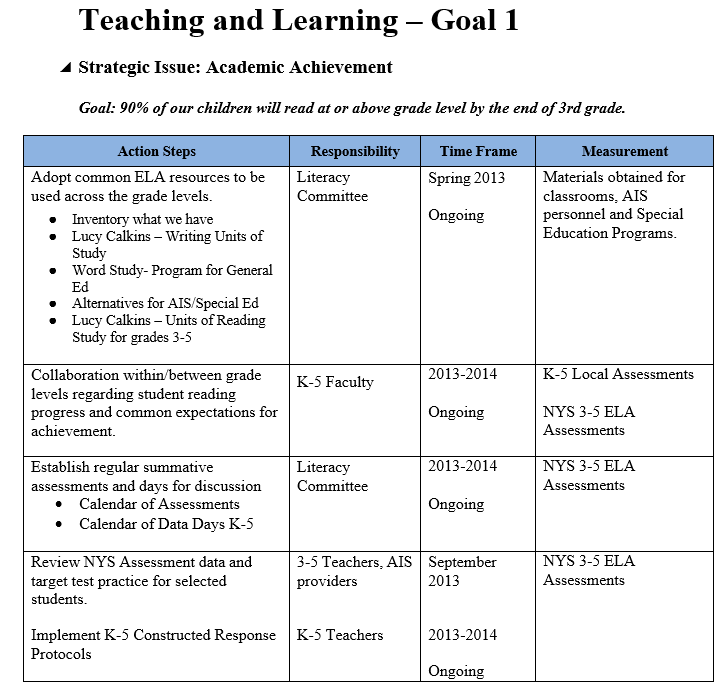 Teaching and Learning – Goal 1
Strategic Issue: Academic Achievement
Goal: 90% of our children will read at or above grade level by the end of 3rd grade.
Action Steps
Responsibility
Time Frame
Measurement
Adopt common ELA resources to be
used across the grade levels.
• Inventory what we have
• Lucy Calkins – Writing Units of
Study
• Word Study- Program for General
Ed
• Alternatives for AIS/Special Ed
• Lucy Calkins – Units of Reading
Study for grades 3-5
Literacy
Committee
Spring 2013
Ongoing
Materials obtained for
classrooms, AIS
personnel and Special
Education Programs.
Collaboration within/between grade
levels regarding student reading
progress and common expectations for
achievement.
K-5 Faculty
2013-2014
Ongoing
K-5 Local Assessments
NYS 3-5 ELA
Assessments
Establish regular summative
assessments and days for discussion
• Calendar of Assessments
• Calendar of Data Days K-5
Literacy
Committee
2013-2014
Ongoing
NYS 3-5 ELA
Assessments
Review NYS Assessment data and
target test practice for selected
students.
3-5 Teachers, AIS
providers
September
2013
NYS 3-5 ELA
Assessments
Implement K-5 Constructed Response
Protocols
K-5 Teachers
2013-2014
Ongoing